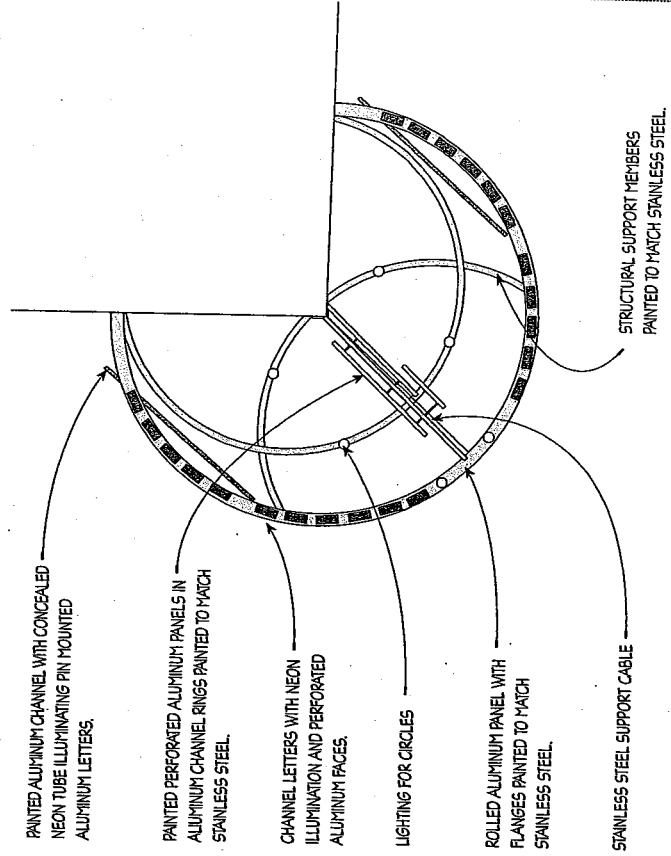 PAINTED ALUMINUM CHANNEL WITH CONCEALED
NEON TUBE ILLUMINATING PIN MOUNTED
ALUMINUM LETTERS.
PAINTED PERFORATED ALUMINUM PANELS IN
ALUMINUM CHANNEL RINGS PAINTED TO MATCH
STAINLESS STEEL.
CHANNEL LETTERS WITH NEON
ILLUMINATION AND PERFORATED
ALUMINUM FACES.
LIGHTING FOR CIRCLES
ROLLED ALUMINUM PANEL WITH
FLANGES PAINTED TO MATCH
STAINLESS STEEL.
STAINLESS STEEL SUPPORT CABLE
STRUCTURAL SUPPORT MEMBERS
PAINTED TO MATCH STAINLESS STEEL.